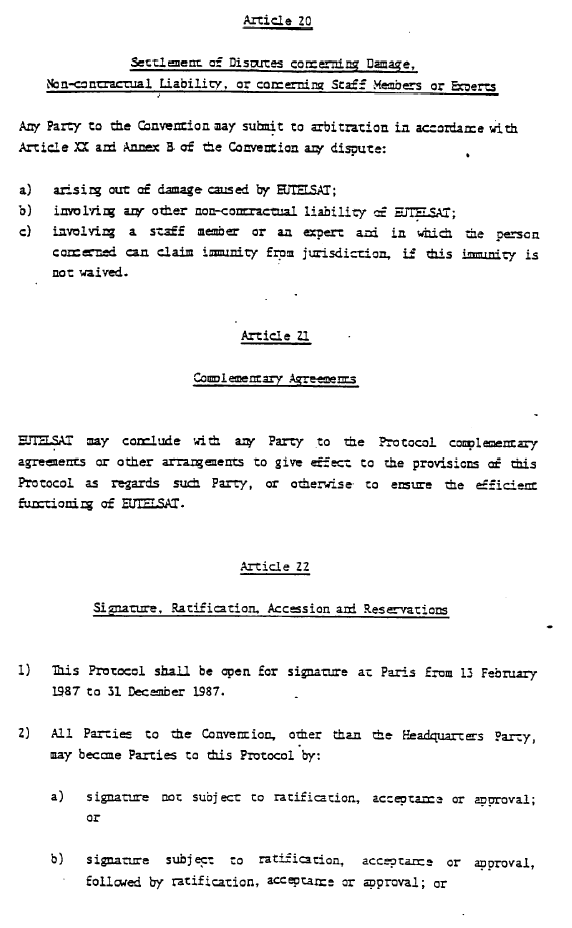 Article 20
Settlement of Disputes concerning Damage,
Non-contractual Liability, or concerning Staff Members or Experts
Any Party to the Convention may submit to arbitration in accordance with
Article XX and Annex B of the Convention any dispute:
a) arising out of damage caused by EUTELSAT;
b) involving any other non-contractual liability of EUTELSAT;
c) involving a staff member or an expert and in which the person
concerned can claim immunity from jurisdiction, if this immunity is
not waived.
Article 21
Complementary Agreements
EUTELSAT may conclude with any Party to the Protocol complementary
agreements or other arrangements to give effect to the provisions of this
Protocol as regards such Party, or otherwise to ensure the efficient
functioning of EUTELSAT.
Article 22
Signature, Ratification, Accession and Reservations
1) This Protocol shall be open for signature at Paris from 13 February
1987 to 31 December 1987.
2) All Parties to the Convention, other than the Headquarters Party,
may become Parties to this Protocol by:
a) signature not subject to ratification, acceptance or approval;
or
b) signature subject to ratification, acceptance or approval,
followed by ratification, acceptance or approval; or